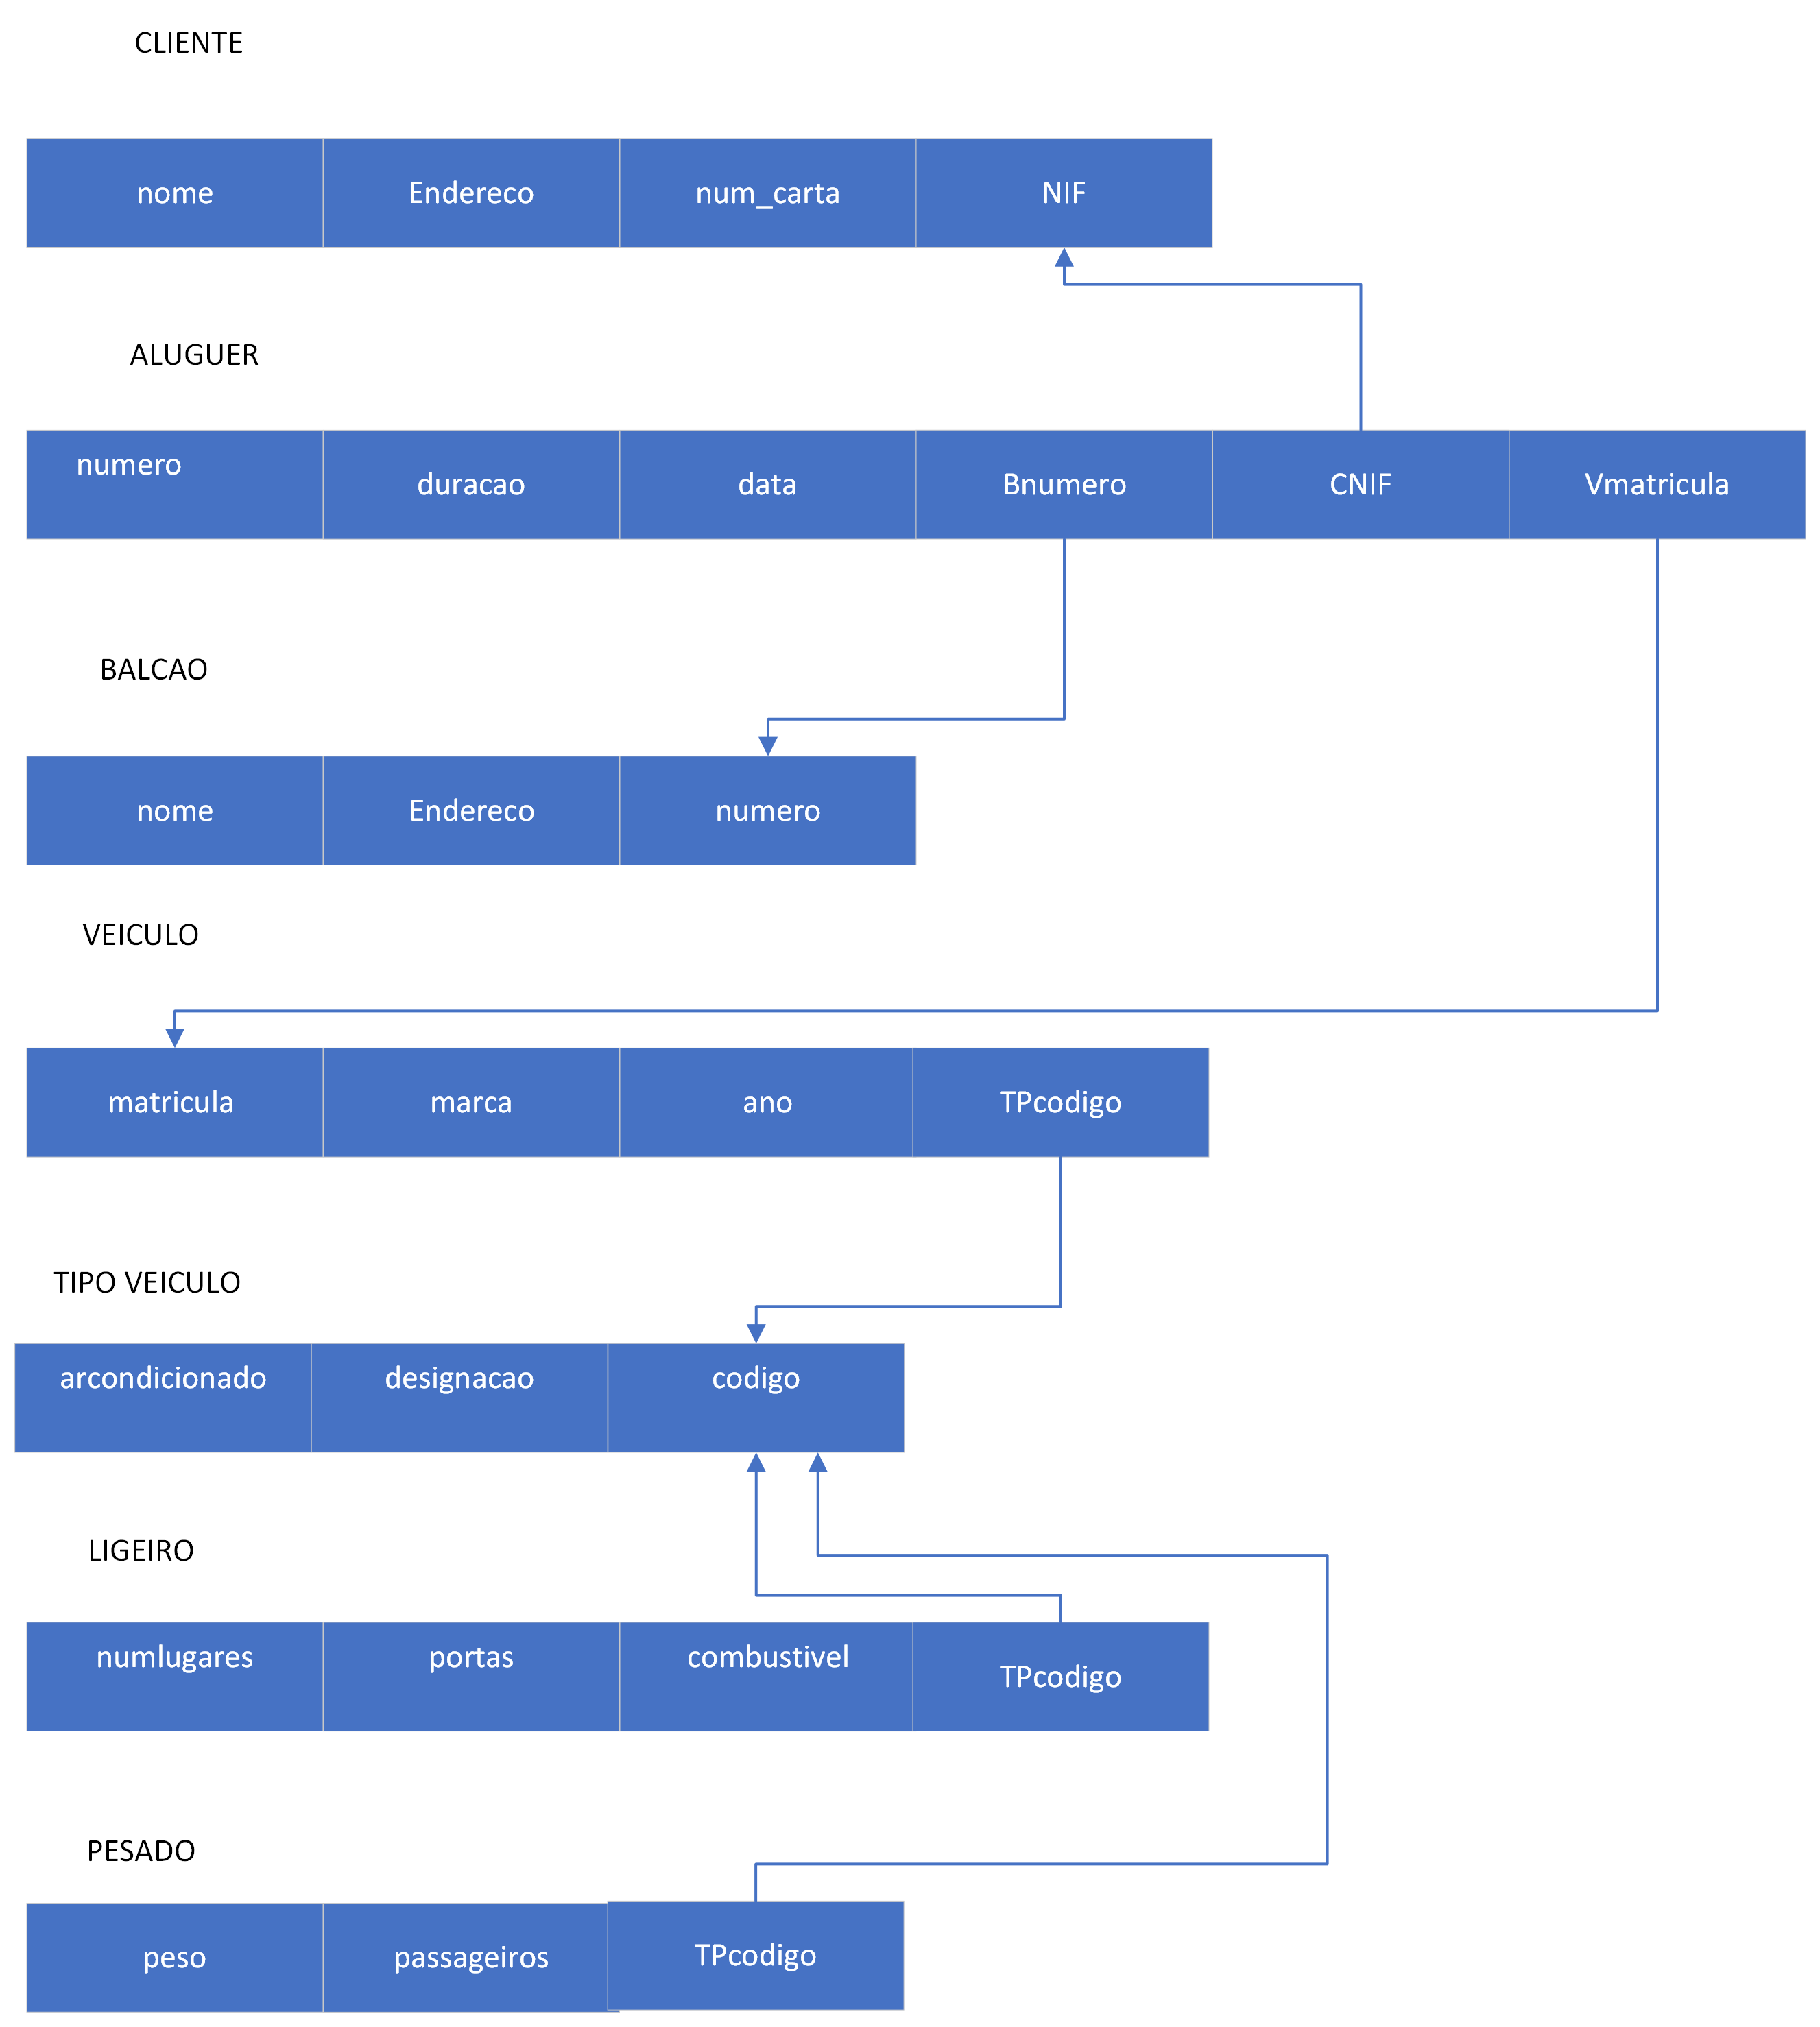 CLIENTE
nome Endereco num_carta NIF
ALUGUER
numero duracao data Bnumero CNIF Vmatricula
BALCAO
nome Endereco numero
VEICULO
matricula marca ano TPcodigo
TIPO VEICULO
arcondicionado designacao codigo
LIGEIRO
numlugares portas combustivel TPcodigo
PESADO
peso passageiros TPcodigo